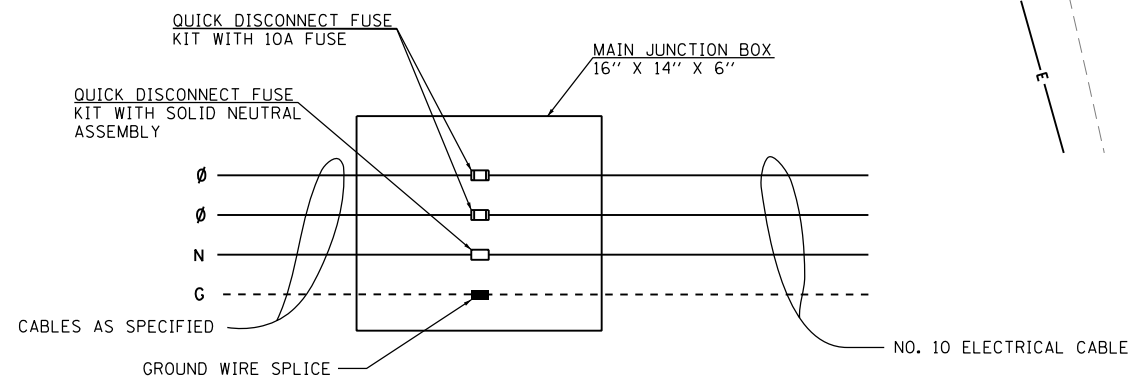 QUICK DISCONNECT FUSE
KIT WITH 10A FUSE
MAIN JUNCTION BOX
16'' X 14'' X 6''
E
QUICK DISCONNECT FUSE
KIT WITH SOLID NEUTRAL
ASSEMBLY
Ø
Ø
N
G
CABLES AS SPECIFIED
GROUND WIRE SPLICE
NO. 10 ELECTRICAL CABLE